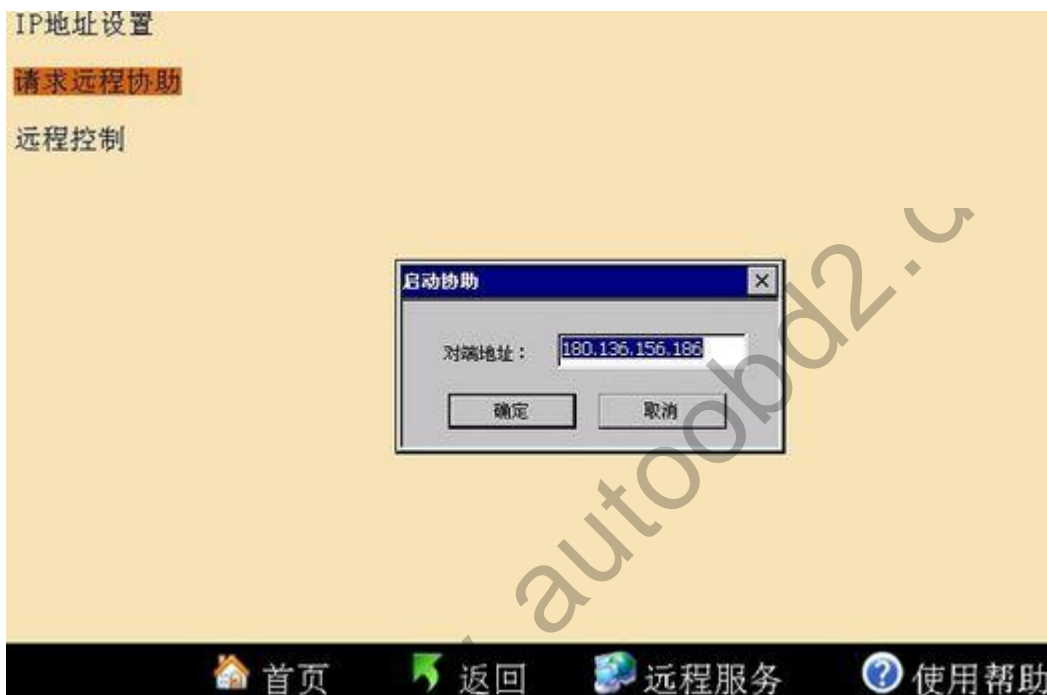 IP地址设置
请求远程协助
远程控制
启动协助
对端地址：
180.136.156.186
确定
取消
autoobd2.
首页
返回
远程服务
使用帮助